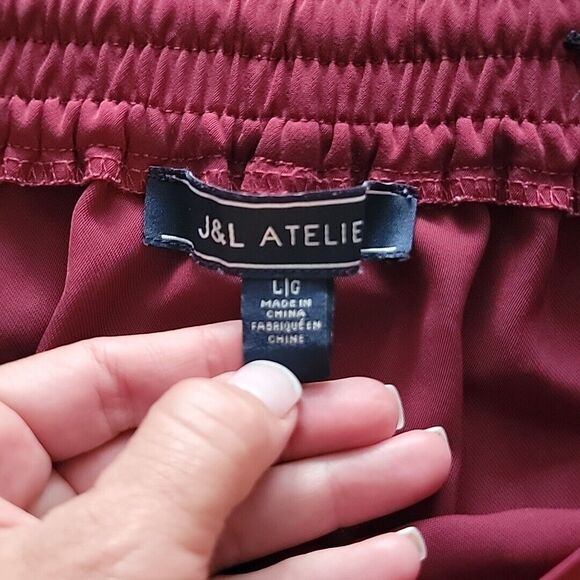 J&L ATELIE
L|G
MADE IN
CHINA
FABRIQUÉ EN
CHINE